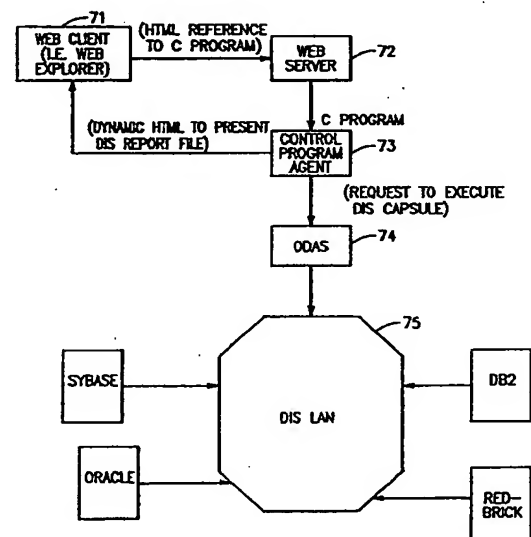 71
WEB CLIENT
(I.E. WEB
EXPLORER)
(HTML REFERENCE
TO C PROGRAM)
WEB
SERVER
72
(DYNAMIC HTML TO PRESENT
DIS REPORT FILE)
C PROGRAM
CONTROL
PROGRAM
AGENT
73
(REQUEST TO EXECUTE
DIS CAPSULE)
ODAS
74
75
SYBASE
DIS LAN
DB2
ORACLE
RED-
BRICK